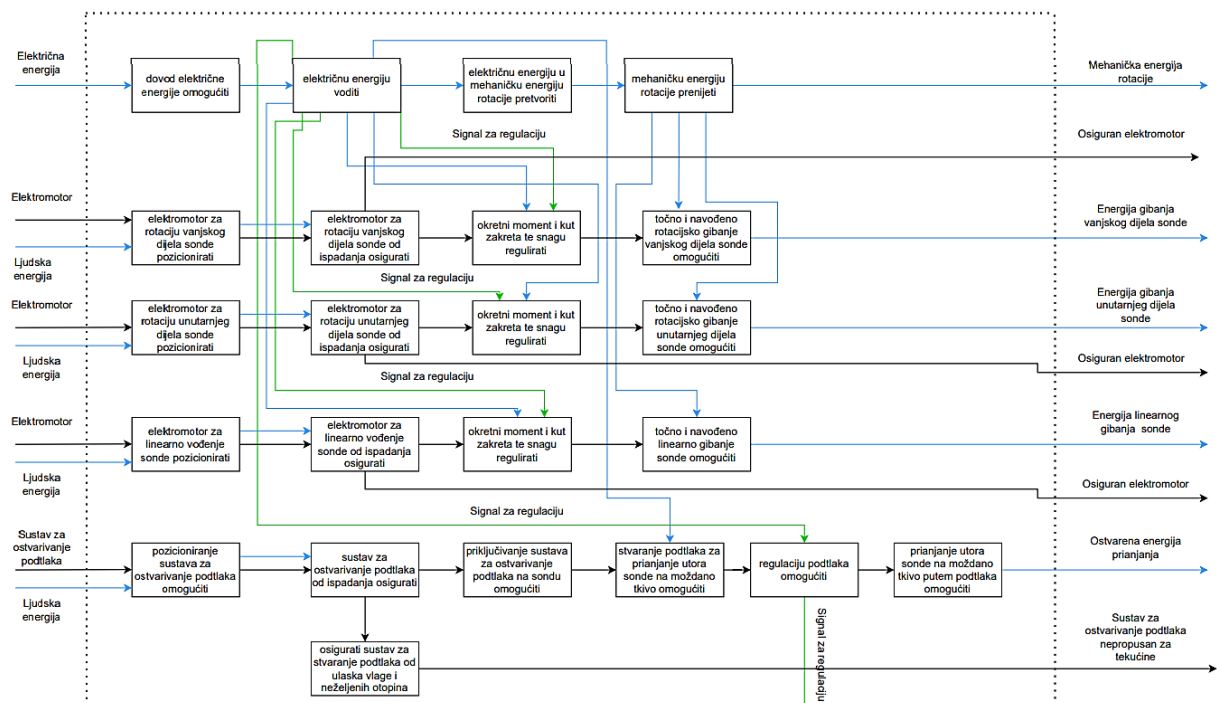 Električna
energija
dovod električne
energije omogućiti
električnu energiju
voditi
električnu energiju u
mehaničku energiju
rotacije pretvoriti
mehaničku energiju
rotacije prenijeti
Mehanička energija
rotacije
Signal za regulaciju
Osiguran elektromotor
Elektromotor
Ljudska
energija
elektromotor za
rotaciju vanjskog
dijela sonde
pozicionirati
elektromotor za
rotaciju vanjskog
dijela sonde od
ispadanja osigurati
okretni moment i kut
zakreta te snagu
regulirati
točno i navođeno
rotacijsko gibanje
vanjskog dijela sonde
omogućiti
Energija gibanja
vanjskog dijela sonde
Signal za regulaciju
Elektromotor
Ljudska
energija
elektromotor za
rotaciju unutarnjeg
dijela sonde
pozicionirati
elektromotor za
rotaciju unutarnjeg
dijela sonde od
ispadanja osigurati
okretni moment i kut
zakreta te snagu
regulirati
točno i navođeno
rotacijsko gibanje
unutarnjeg dijela
sonde omogućiti
Energija gibanja
unutarnjeg dijela
sonde
Osiguran elektromotor
Signal za regulaciju
Elektromotor
Ljudska
energija
elektromotor za
linearno vođenje
sonde pozicionirati
elektromotor za
linearno vođenje
sonde od ispadanja
osigurati
okretni moment i kut
zakreta te snagu
regulirati
točno i navođeno
linearno gibanje
sonde omogućiti
Energija linearnog
gibanja sonde
Osiguran elektromotor
Signal za regulaciju
Sustav za
ostvarivanje
podtlaka
Ljudska
energija
pozicioniranje
sustava za
ostvarivanje podtlaka
omogućiti
sustav za
ostvarivanje podtlaka
od ispadanja osigurati
priključivanje sustava
za ostvarivanje
podtlaka na sondu
omogućiti
stvaranje podtlaka za
prianjanje utora
sonde na moždano
tkivo omogućiti
regulaciju podtlaka
omogućiti
prianjanje utora
sonde na moždano
tkivo putem podtlaka
omogućiti
Ostvarena energija
prianjanja
Signal za regulaciju
osigurati sustav za
stvaranje podtlaka od
ulaska vlage i
neželjenih otopina
Sustav za
ostvarivanje podtlaka
nepropusan za
tekućine